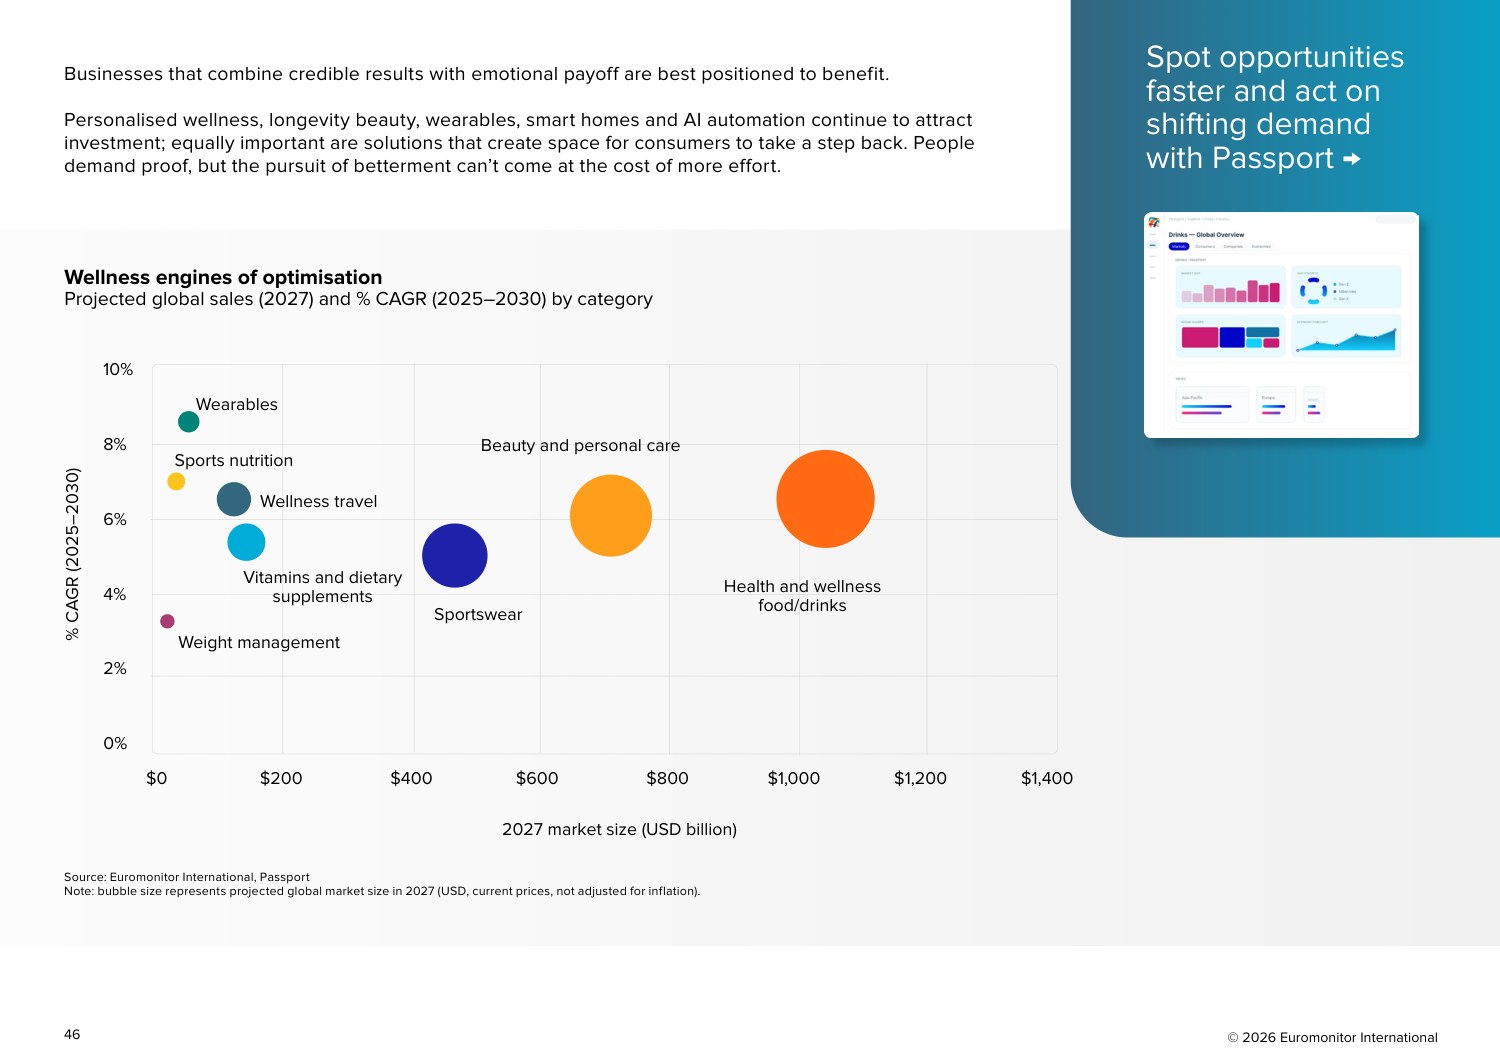 Businesses that combine credible results with emotional payoff are best positioned to benefit.
Personalised wellness, longevity beauty, wearables, smart homes and AI automation continue to attract
investment; equally important are solutions that create space for consumers to take a step back. People
demand proof, but the pursuit of betterment can’t come at the cost of more effort.
Spot opportunities
faster and act on
shifting demand
with Passport
Drinks — Global Overview
Markets
Consumers
Companies
Economies
Asia Pacific
Europe
Wellness engines of optimisation
Projected global sales (2027) and % CAGR (2025–2030) by category
% CAGR (2025–2030)
10%
8%
6%
4%
2%
0%
Wearables
Sports nutrition
Wellness travel
Vitamins and dietary
supplements
Weight management
Beauty and personal care
Sportswear
Health and wellness
food/drinks
$0
$200
$400
$600
$800
$1,000
$1,200
$1,400
2027 market size (USD billion)
Source: Euromonitor International, Passport
Note: bubble size represents projected global market size in 2027 (USD, current prices, not adjusted for inflation).
46
© 2026 Euromonitor International